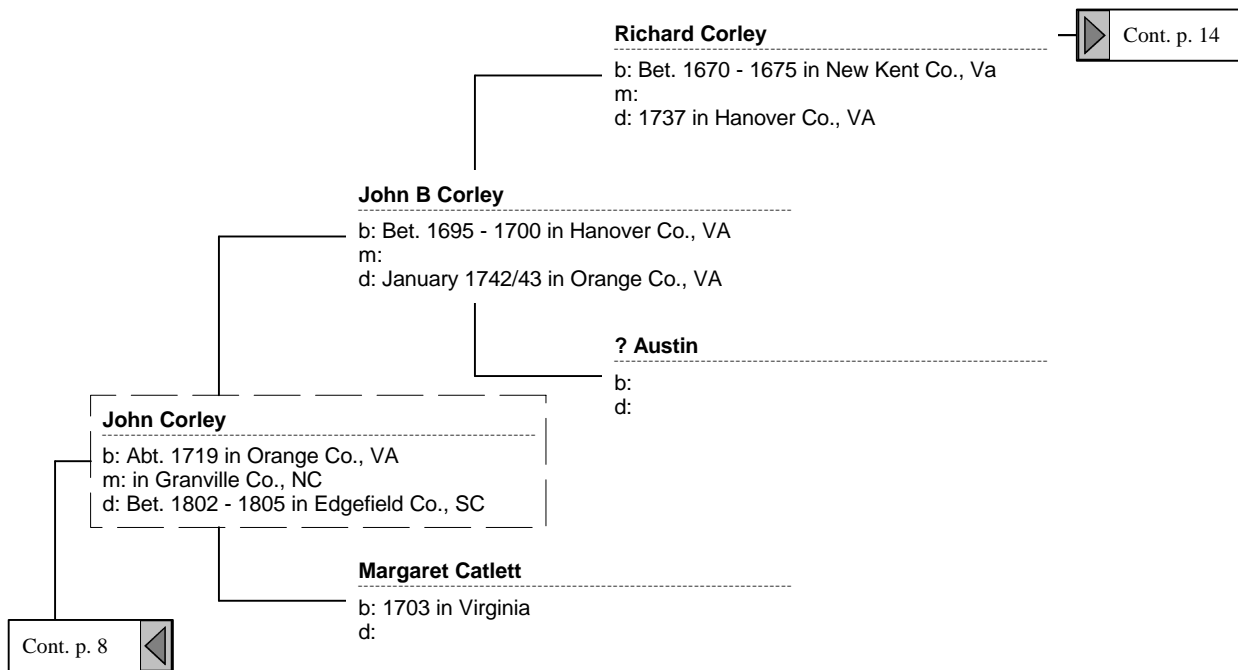 Richard Corley
Cont. p. 14
b: Bet. 1670 - 1675 in New Kent Co., Va
m:
d: 1737 in Hanover Co., VA
John B Corley
b: Bet. 1695 - 1700 in Hanover Co., VA
m:
d: January 1742/43 in Orange Co., VA
? Austin
b:
d:
John Corley
b: Abt. 1719 in Orange Co., VA
m: in Granville Co., NC
d: Bet. 1802 - 1805 in Edgefield Co., SC
Margaret Catlett
b: 1703 in Virginia
d:
Cont. p. 8